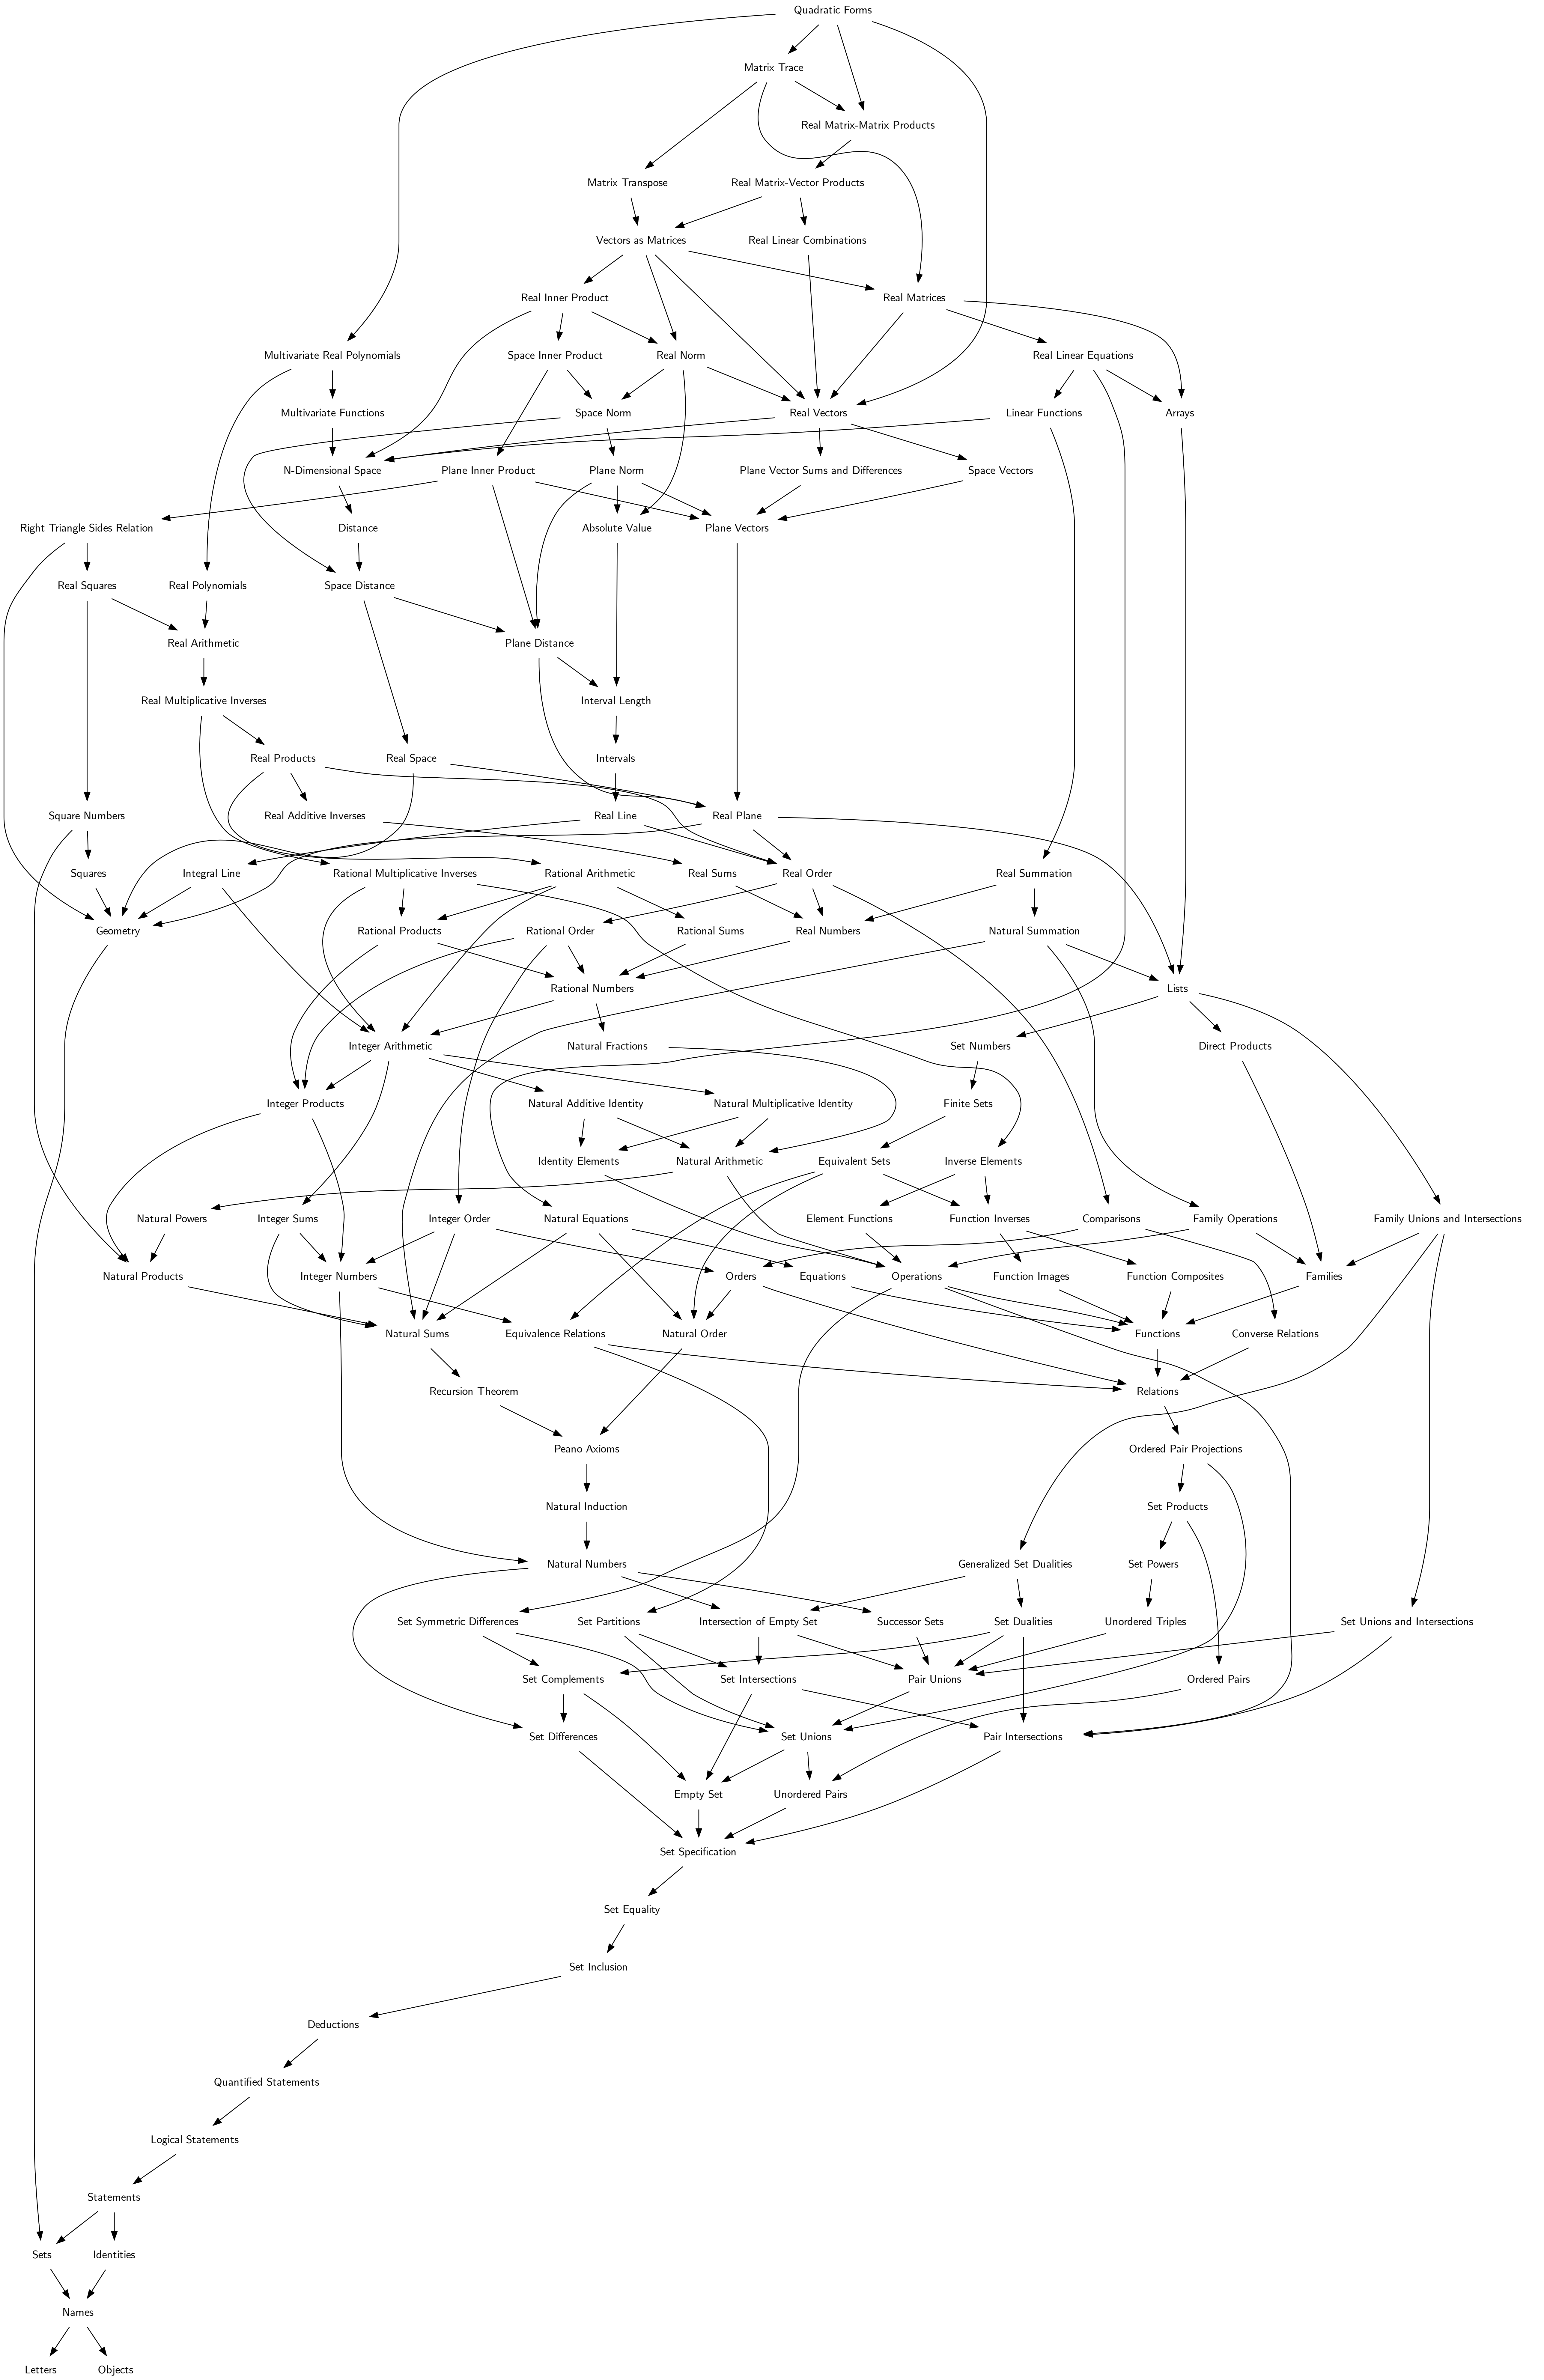 Quadratic Forms
Matrix Trace
Real Matrix-Matrix Products
Matrix Transpose
Real Matrix-Vector Products
Vectors as Matrices
Real Linear Combinations
Real Inner Product
Real Matrices
Multivariate Real Polynomials
Space Inner Product
Real Norm
Real Linear Equations
Multivariate Functions
Space Norm
Real Vectors
Linear Functions
Arrays
N-Dimensional Space
Plane Inner Product
Plane Norm
Plane Vector Sums and Differences
Space Vectors
Right Triangle Sides Relation
Distance
Absolute Value
Plane Vectors
Real Squares
Real Polynomials
Space Distance
Real Arithmetic
Plane Distance
Real Multiplicative Inverses
Interval Length
Real Products
Real Space
Intervals
Square Numbers
Real Additive Inverses
Real Line
Real Plane
Squares
Integral Line
Rational Multiplicative Inverses
Rational Arithmetic
Real Sums
Real Order
Real Summation
Geometry
Rational Products
Rational Order
Rational Sums
Real Numbers
Natural Summation
Rational Numbers
Lists
Integer Arithmetic
Natural Fractions
Set Numbers
Direct Products
Integer Products
Natural Additive Identity
Natural Multiplicative Identity
Finite Sets
Identity Elements
Natural Arithmetic
Equivalent Sets
Inverse Elements
Natural Powers
Integer Sums
Integer Order
Natural Equations
Element Functions
Function Inverses
Comparisons
Family Operations
Family Unions and Intersections
Natural Products
Integer Numbers
Orders
Equations
Operations
Function Images
Function Composites
Families
Natural Sums
Equivalence Relations
Natural Order
Functions
Converse Relations
Recursion Theorem
Relations
Peano Axioms
Ordered Pair Projections
Natural Induction
Set Products
Natural Numbers
Generalized Set Dualities
Set Powers
Set Symmetric Differences
Set Partitions
Intersection of Empty Set
Successor Sets
Set Dualities
Unordered Triples
Set Unions and Intersections
Set Complements
Set Intersections
Pair Unions
Ordered Pairs
Set Differences
Set Unions
Pair Intersections
Empty Set
Unordered Pairs
Set Specification
Set Equality
Set Inclusion
Deductions
Quantified Statements
Logical Statements
Statements
Sets
Identities
Names
Letters
Objects